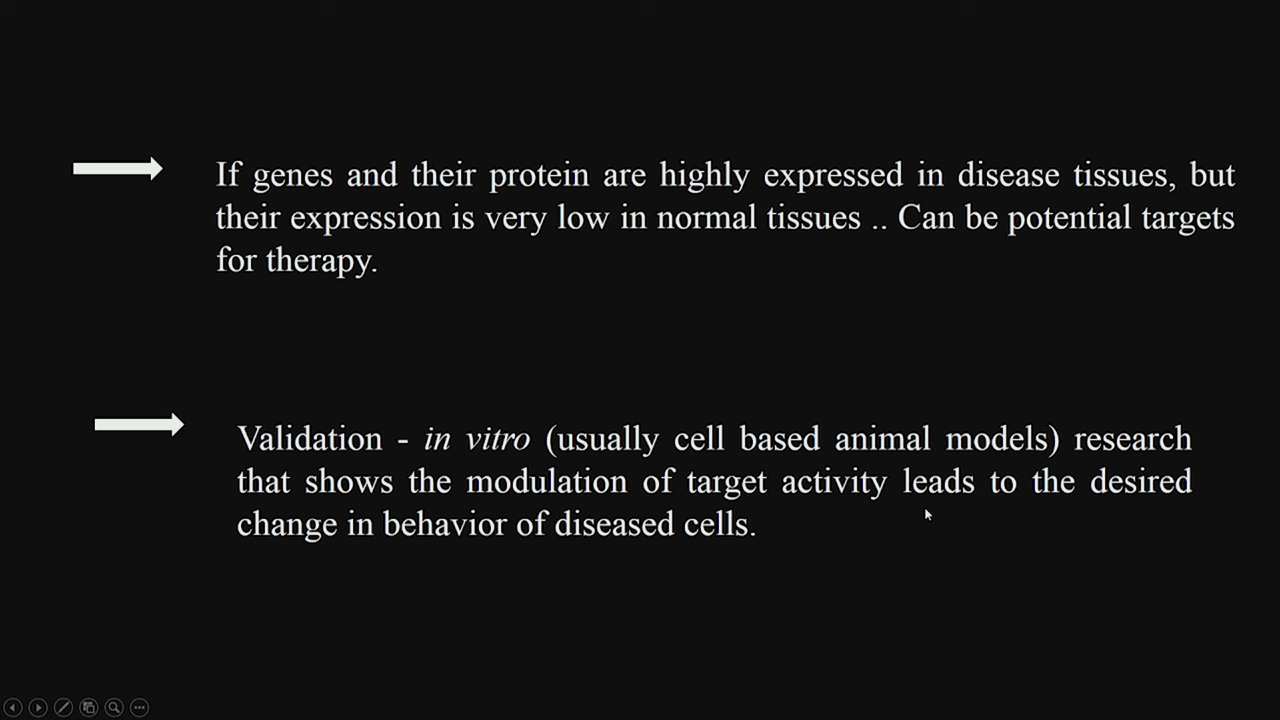 If genes and their protein are highly expressed in disease tissues, but
their expression is very low in normal tissues .. Can be potential targets
for therapy.
Validation - in vitro (usually cell based animal models) research
that shows the modulation of target activity leads to the desired
change in behavior of diseased cells.